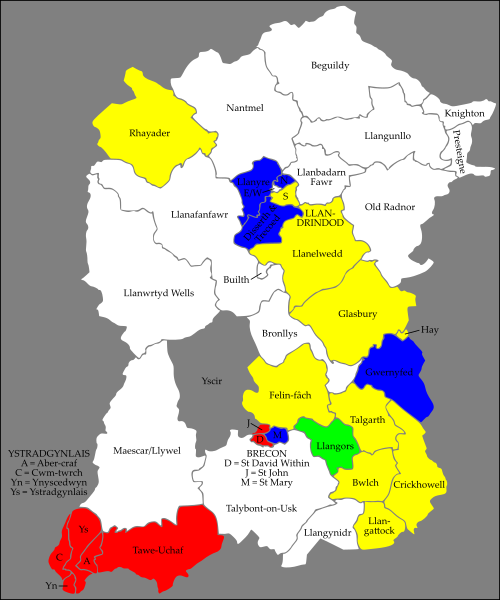 Beguildy
Nantmel
Knighton
Rhayader
Llangunllo
Presteigne
Llanbadarn
Fawr
Llanyre
S
Old Radnor
Llanafanfawr
LLAN-
DRINDOD
Llanelwedd
Builth
Llanwrtyd Wells
Glasbury
Hay
Bronllys
Gwernyfed
Yscir
Felin-fâch
Talgarth
J
D
M
Llangors
YSTRADGYNLAIS
A = Aber-craf
C = Cwm-twrch
Yn = Ynyscedwyn
Ys = Ystradgynlais
Maescar/Llywel
BRECON
D = St David Within
J = St John
M = St Mary
Bwlch
Crickhowell
Talybont-on-Usk
Llan-
gattock
Llangynidr
Ys
Tawe-Uchaf
C
A
Yn